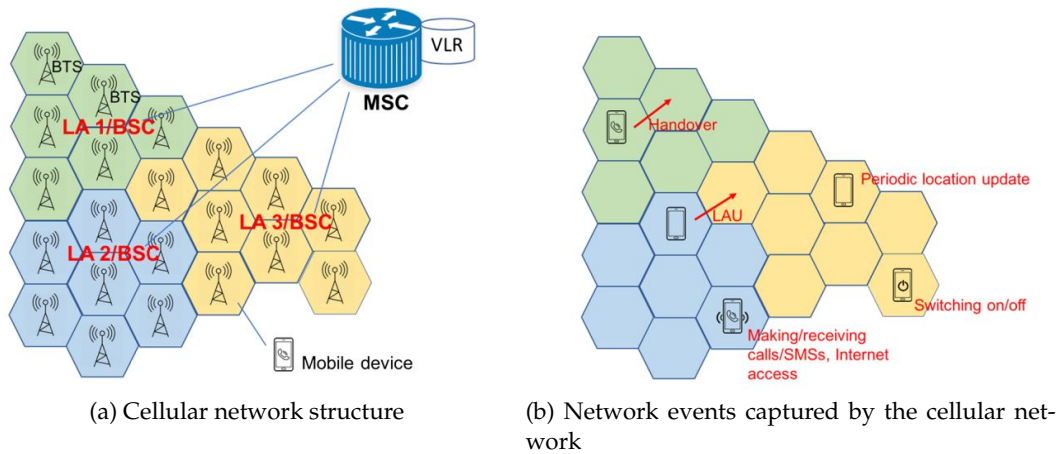 BTS
BTS
VLR
MSC
LA 1/BSC
LA 3/BSC
LA 2/BSC
Mobile device
(a) Cellular network structure
Handover
Periodic location update
LAU
Switching on/off
Making/receiving
calls/SMSs, Internet
access
(b) Network events captured by the cellular net-
work